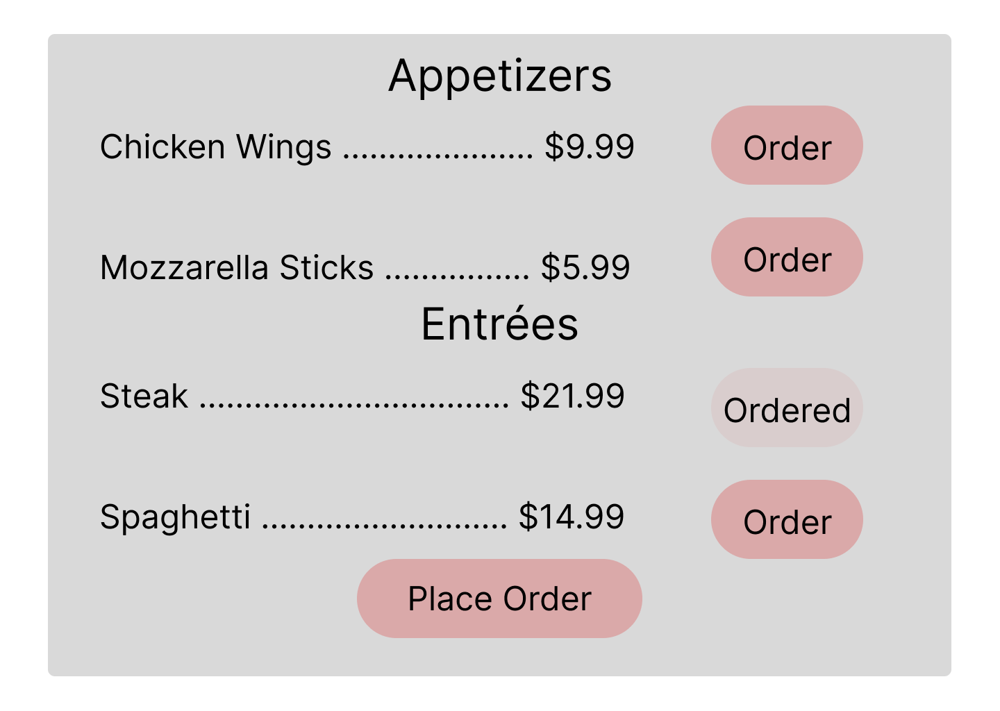 Appetizers
Chicken Wings ..................... $9.99 Order
Mozzarella Sticks ................ $5.99 Order
Entrées
Steak .................................. $21.99 Ordered
Spaghetti ........................... $14.99 Order
Place Order